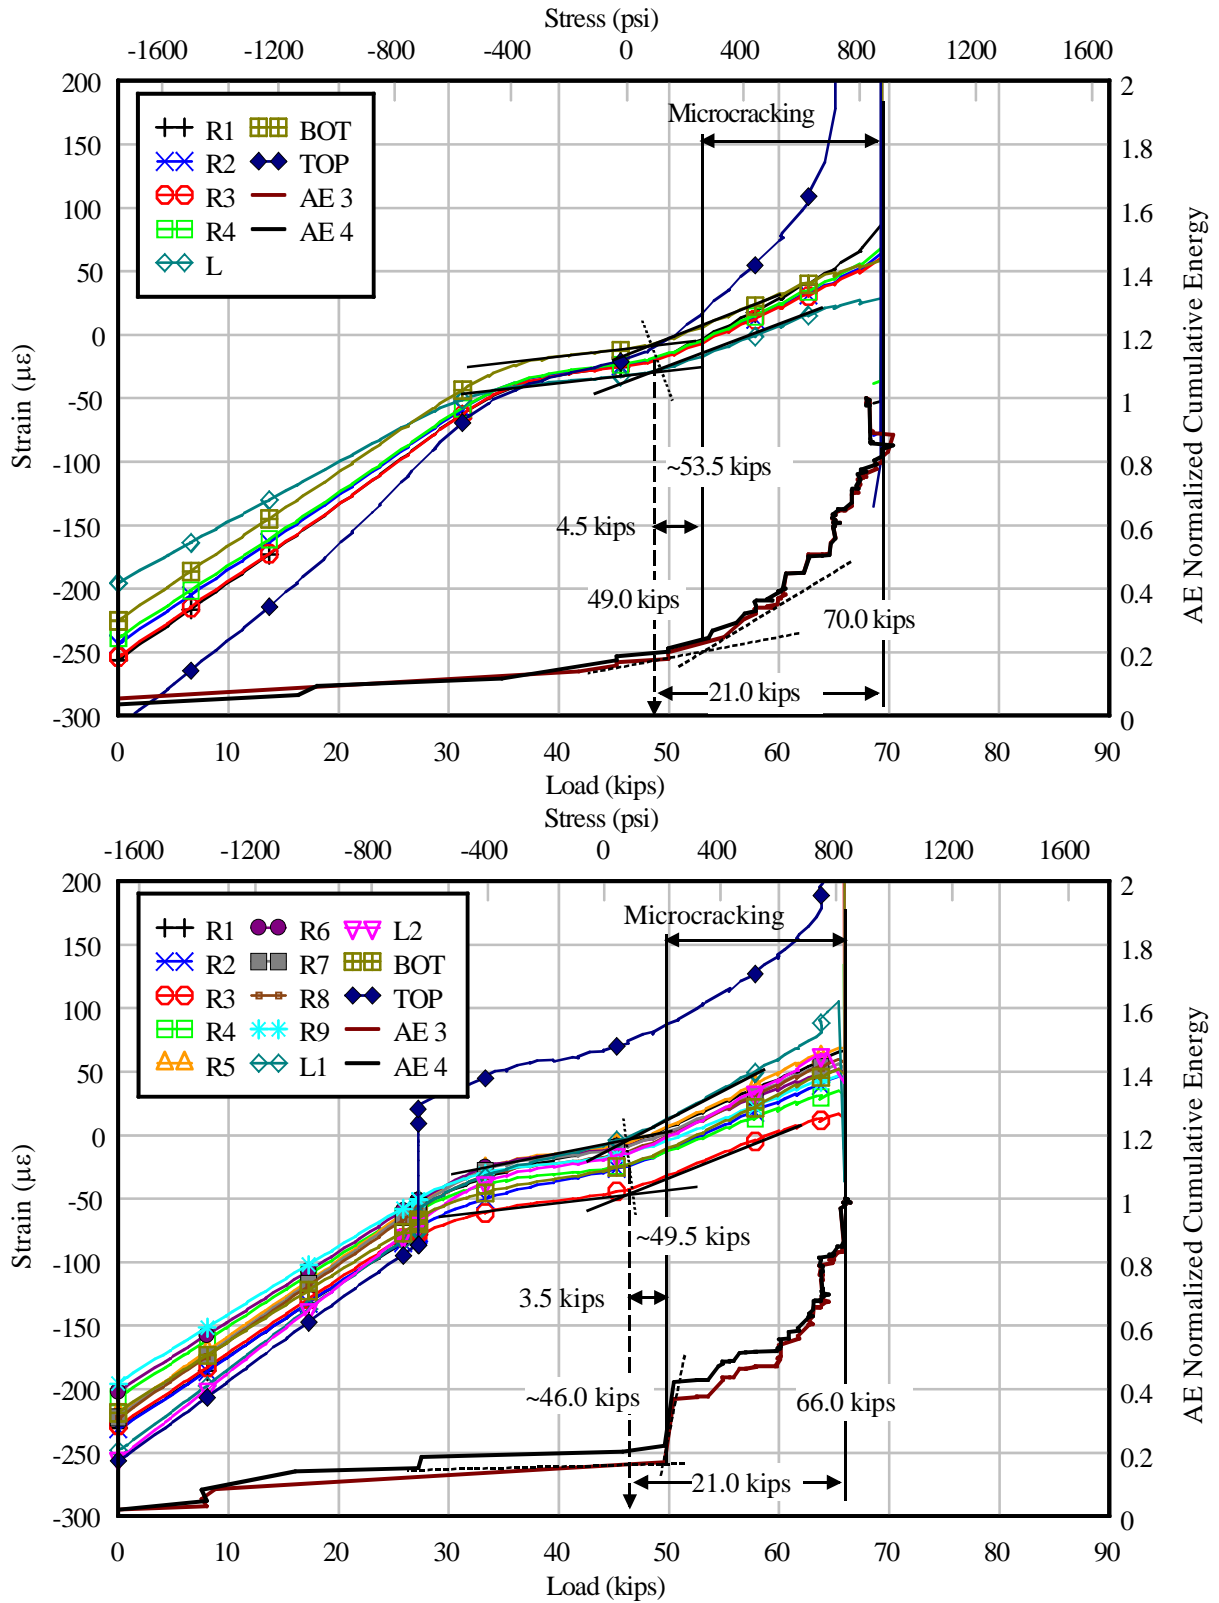 Stress (psi)
-1600 -1200 -800 -400 0 400 800 1200 1600
200 2
Microcracking
R1 BOT
R2 TOP
R3 AE 3
R4 AE 4
L
150 1.8
100 1.6
50 1.4
0 1.2
-50 1
-100 0.8
-150 0.6
-200 0.4
-250 0.2
-300 0
~53.5 kips
4.5 kips
49.0 kips
70.0 kips
21.0 kips
Strain (με)
AE Normalized Cumulative Energy
0 10 20 30 40 50 60 70 80 90
Load (kips)
Stress (psi)
-1600 -1200 -800 -400 0 400 800 1200 1600
200 2
Microcracking
R1 R6 L2
R2 R7 BOT
R3 R8 TOP
R4 R9 AE 3
R5 L1 AE 4
150 1.8
100 1.6
50 1.4
0 1.2
-50 1
-100 0.8
-150 0.6
-200 0.4
-250 0.2
-300 0
~49.5 kips
3.5 kips
~46.0 kips
66.0 kips
21.0 kips
Strain (με)
AE Normalized Cumulative Energy
0 10 20 30 40 50 60 70 80 90
Load (kips)